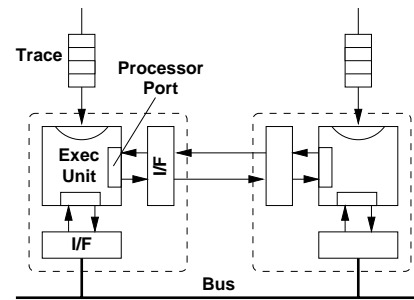 Trace
Processor
Port
Exec
Unit
I/F
I/F
Bus